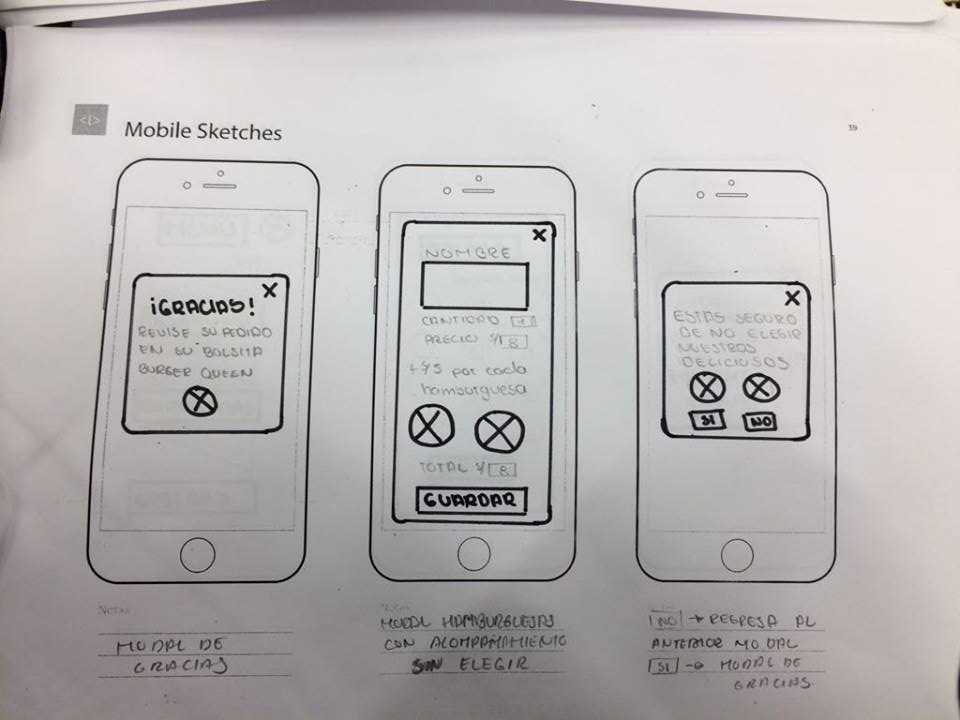 </>
Mobile Sketches
39
X
¡GRACIAS!
REVISE SU PEDIDO
EN SU BOLSITA
BURGER QUEEN
Notas
MODAL DE
GRACIAS
X
NOMBRE
CANTIDAD 1
PRECIO S/ 8
+ S/5 por cada
hamburguesa
TOTAL S/ 8
GUARDAR
Notas
MODAL HAMBURGUESAS
CON ACOMPAÑAMIENTO
SIN ELEGIR
X
ESTAS SEGURO
DE NO ELEGIR
NUESTROS
DELICIOSOS
SI NO
NO → REGRESA AL
ANTERIOR MODAL
SI → MODAL DE
GRACIAS.